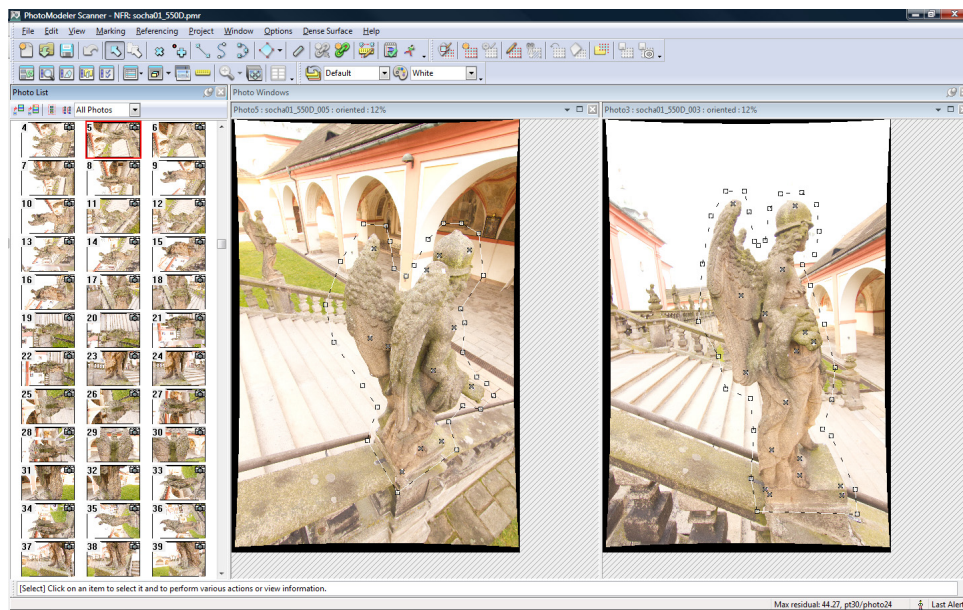 PhotoModeler Scanner - NFR: socha01_550D.pmr
File Edit View Marking Referencing Project Window Options Dense Surface Help
Default White
Photo List Photo Windows
All Photos Photo5 : socha01_550D_005 : oriented : 12% Photo3 : socha01_550D_003 : oriented : 12%
4 5 6
7 8 9
10 11 12
13 14 15
16 17 18
19 20 21
22 23 24
25 26 27
28 29 30
31 32 33
34 35 36
37 38 39
[Select] Click on an item to select it and to perform various actions or view information.
Max residual: 44.27, pt30/photo24 Last Alert